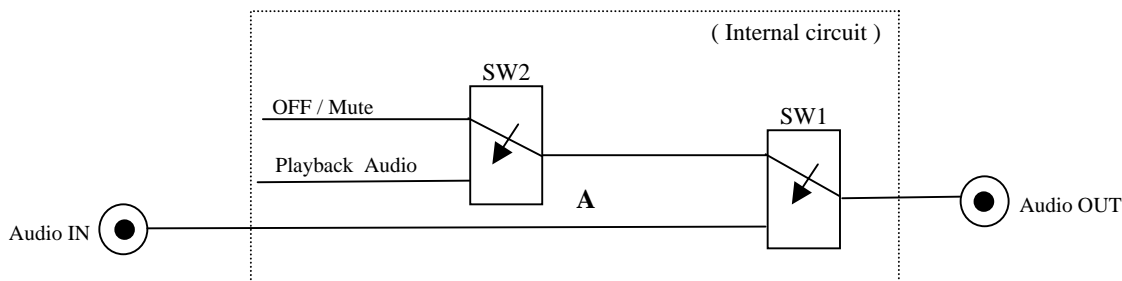 ( Internal circuit )
SW2
OFF / Mute
SW1
Playback Audio
A
Audio IN
Audio OUT